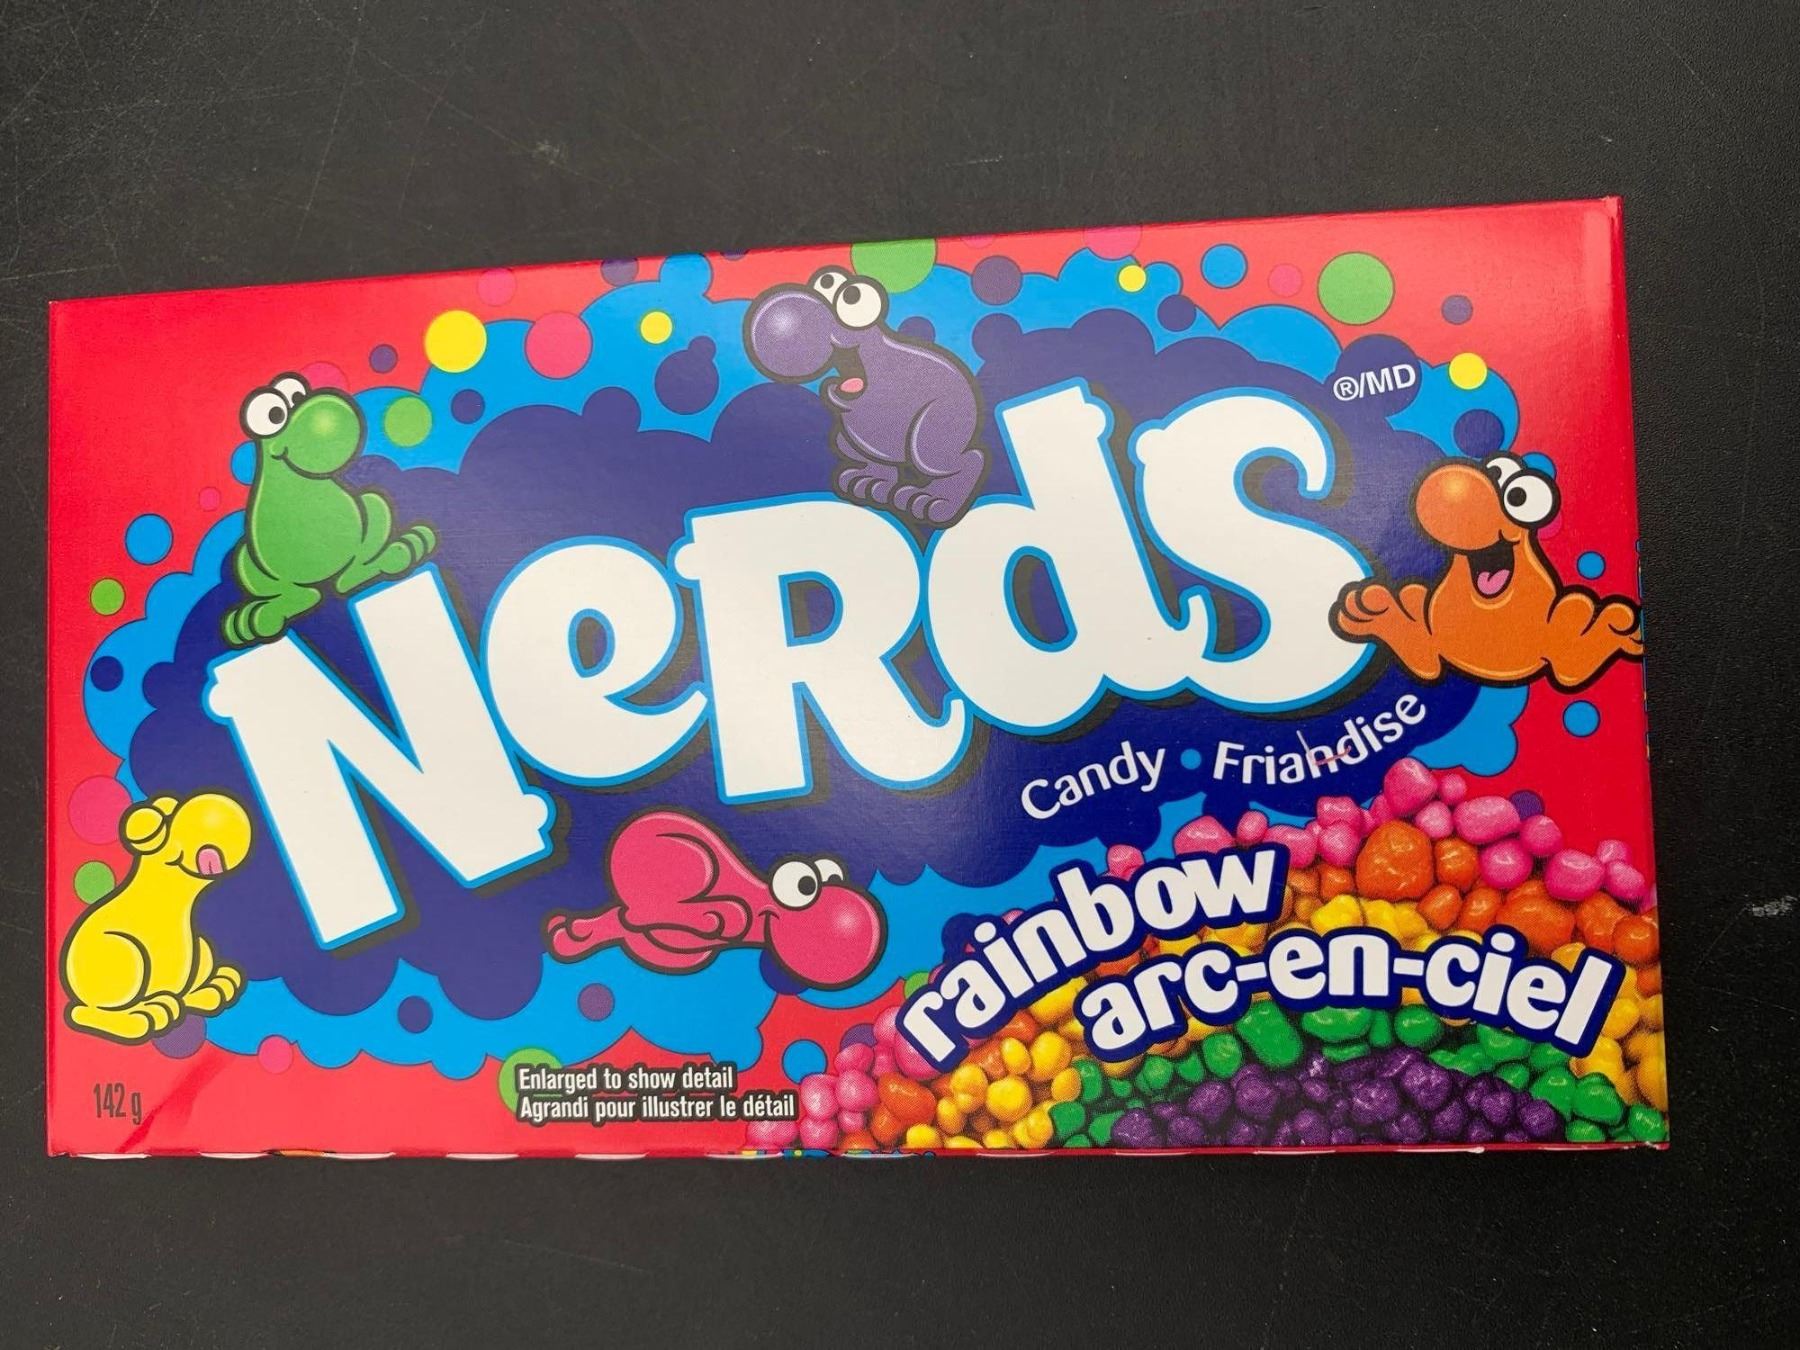 NeRdS ®/MD
Candy • Friandise
rainbow
arc-en-ciel
Enlarged to show detail
Agrandi pour illustrer le détail
142 g